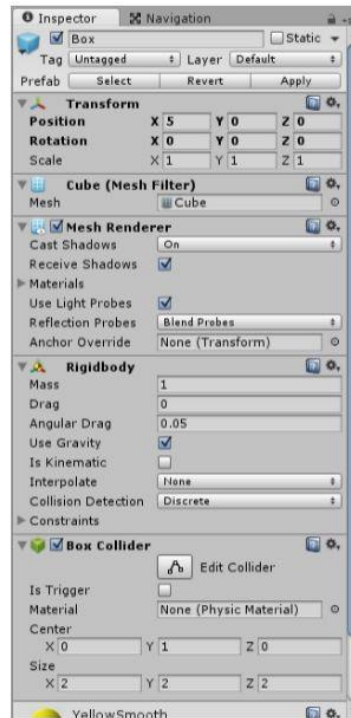 Inspector Navigation
Box Static
Tag Untagged Layer Default
Prefab Select Revert Apply
Transform
Position X 5 Y 0 Z 0
Rotation X 0 Y 0 Z 0
Scale X 1 Y 1 Z 1
Cube (Mesh Filter)
Mesh Cube
Mesh Renderer
Cast Shadows On
Receive Shadows
Materials
Use Light Probes
Reflection Probes Blend Probes
Anchor Override None (Transform)
Rigidbody
Mass 1
Drag 0
Angular Drag 0.05
Use Gravity
Is Kinematic
Interpolate None
Collision Detection Discrete
Constraints
Box Collider
Edit Collider
Is Trigger
Material None (Physic Material)
Center
X 0 Y 1 Z 0
Size
X 2 Y 2 Z 2
YellowSmooth